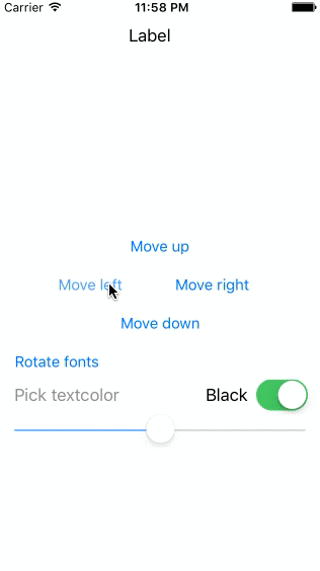 Carrier 11:58 PM
Label
Move up
Move left Move right
Move down
Rotate fonts
Pick textcolor Black